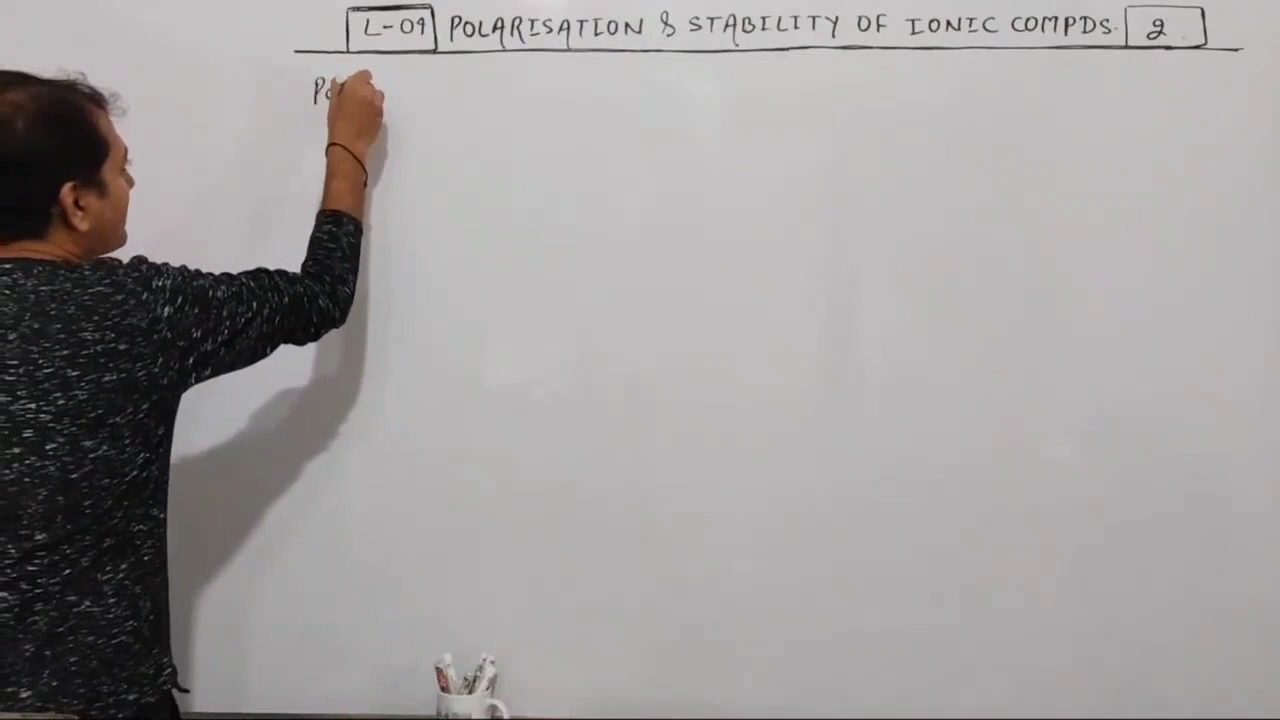 L-09 POLARISATION & STABILITY OF IONIC COMPDS. 2